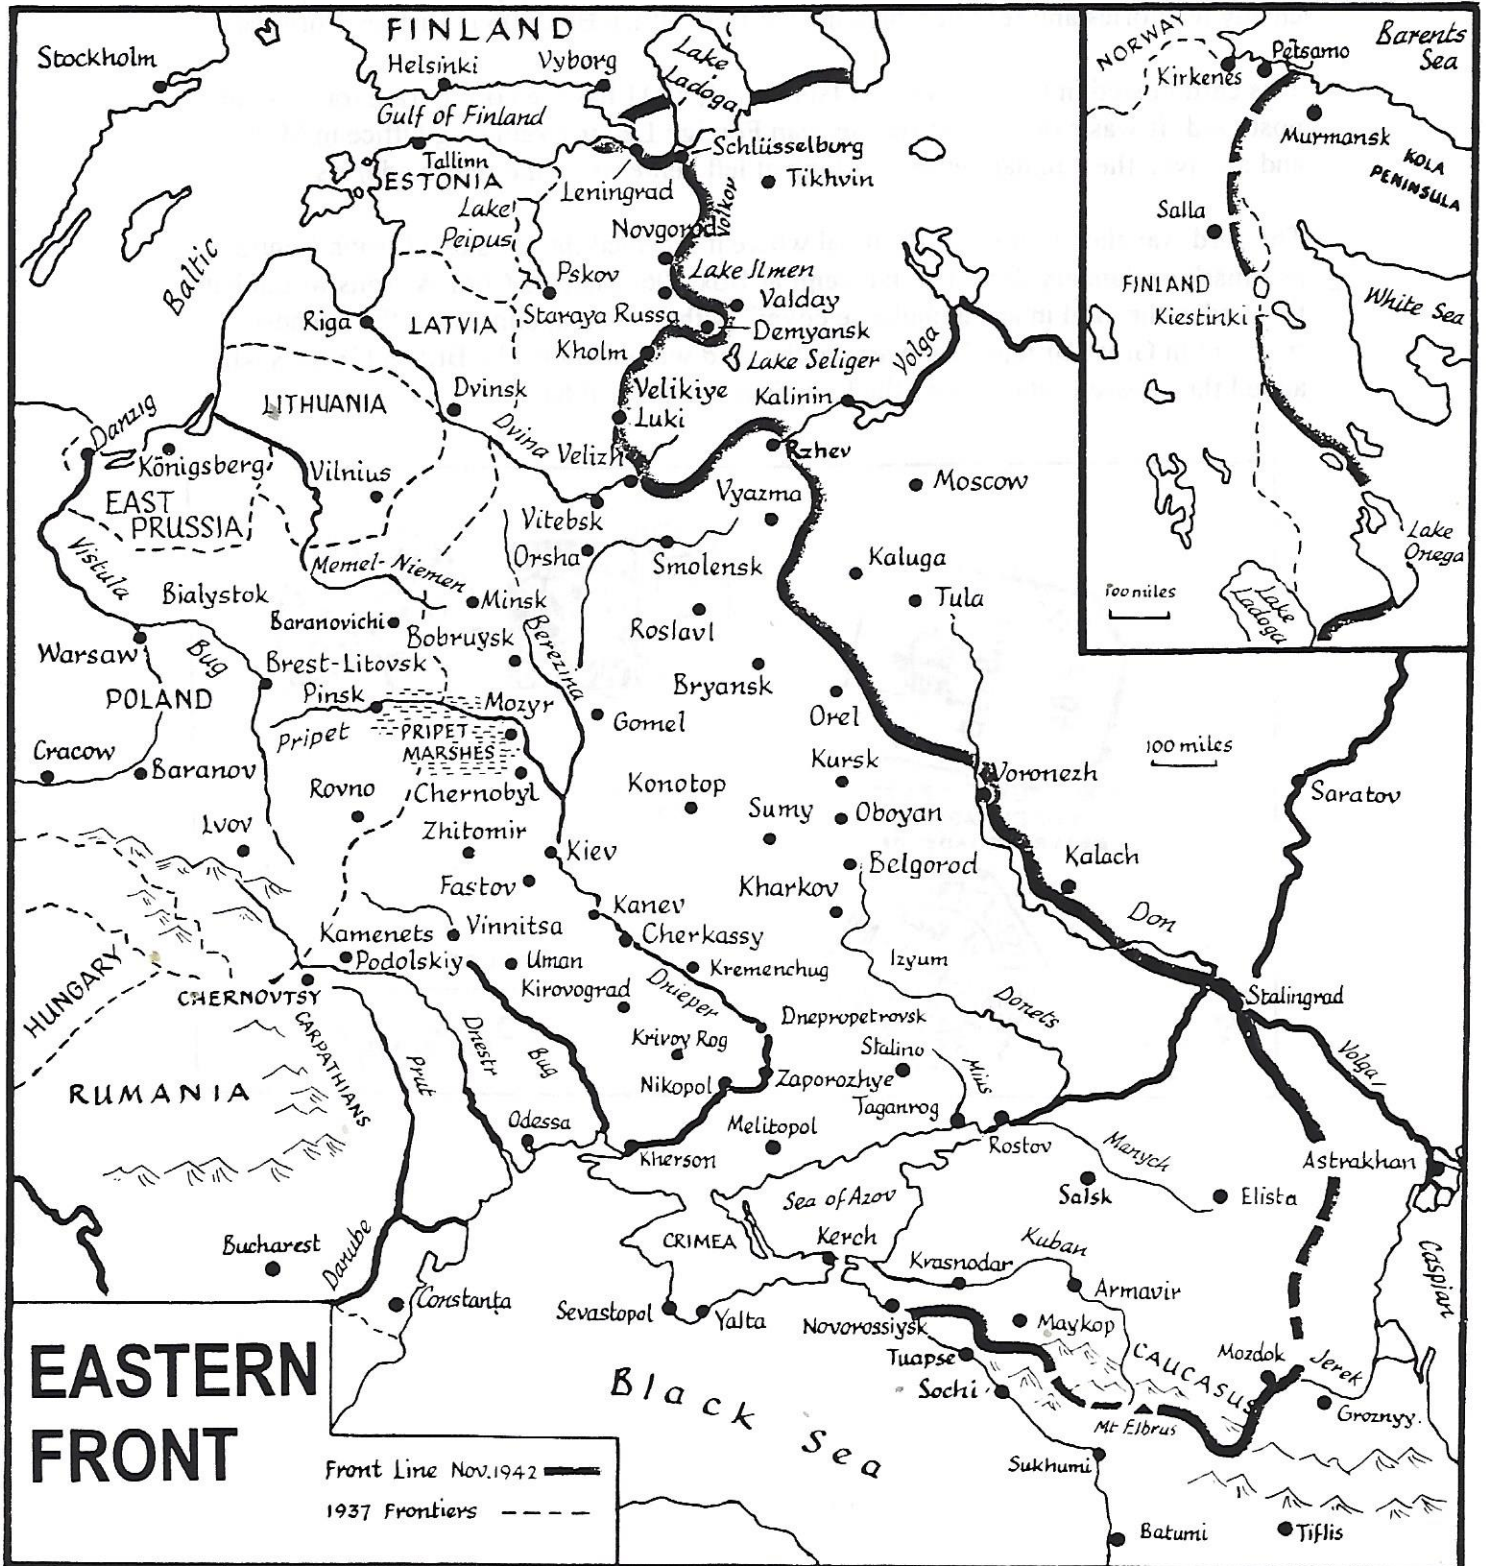 FINLAND
Stockholm
Helsinki
Vyborg
Lake
Ladoga
Gulf of Finland
Tallinn
ESTONIA
Leningrad
Schlüsselburg
Tikhvin
Volkov
Lake
Peipus
Novgorod
Baltic
Pskov
Lake Ilmen
Valday
Staraya Russa
Demyansk
Riga
LATVIA
Kholm
Lake Seliger
Volga
Dvinsk
Velikiye
Luki
Kalinin
LITHUANIA
Danzig
Dvina
Velizh
Rzhev
Königsberg
Vilnius
Vyazma
Moscow
EAST
PRUSSIA
Vitebsk
Orsha
Smolensk
Kaluga
Vistula
Memel-Niemen
Bialystok
Minsk
Tula
Baranovichi
Bobruysk
Berezina
Roslavl
Warsaw
Bug
Brest-Litovsk
Bryansk
POLAND
Pinsk
Mozyr
Gomel
Orel
Pripet
PRIPET
MARSHES
Cracow
Baranov
Kursk
Voronezh
100 miles
Rovno
Chernobyl
Konotop
Sumy
Oboyan
Saratov
Lvov
Zhitomir
Kiev
Belgorod
Kalach
Fastov
Kharkov
Kanev
Don
Kamenets
Podolskiy
Vinnitsa
Cherkassy
Uman
Kremenchug
Izyum
HUNGARY
CHERNOVTSY
Kirovograd
Dnieper
Donets
Stalingrad
CARPATHIANS
Dnestr
Bug
Krivoy Rog
Dnepropetrovsk
Stalino
Mius
Volga
RUMANIA
Prut
Nikopol
Zaporozhye
Taganrog
Odessa
Melitopol
Kherson
Rostov
Manych
Astrakhan
Sea of Azov
Salsk
Elista
Bucharest
Danube
CRIMEA
Kerch
Kuban
Krasnodar
Armavir
Caspian
Constanţa
Sevastopol
Yalta
Novorossiysk
Maykop
Tuapse
CAUCASUS
Mozdok
Jerek
Sochi
Mt Elbrus
Groznyy
Black Sea
Sukhumi
Batumi
Tiflis
EASTERN
FRONT
Front Line Nov.1942
1937 Frontiers
NORWAY
Petsamo
Barents
Sea
Kirkenes
Murmansk
KOLA
PENINSULA
Salla
FINLAND
Kiestinki
White Sea
Lake
Onega
100 miles
Lake
Ladoga